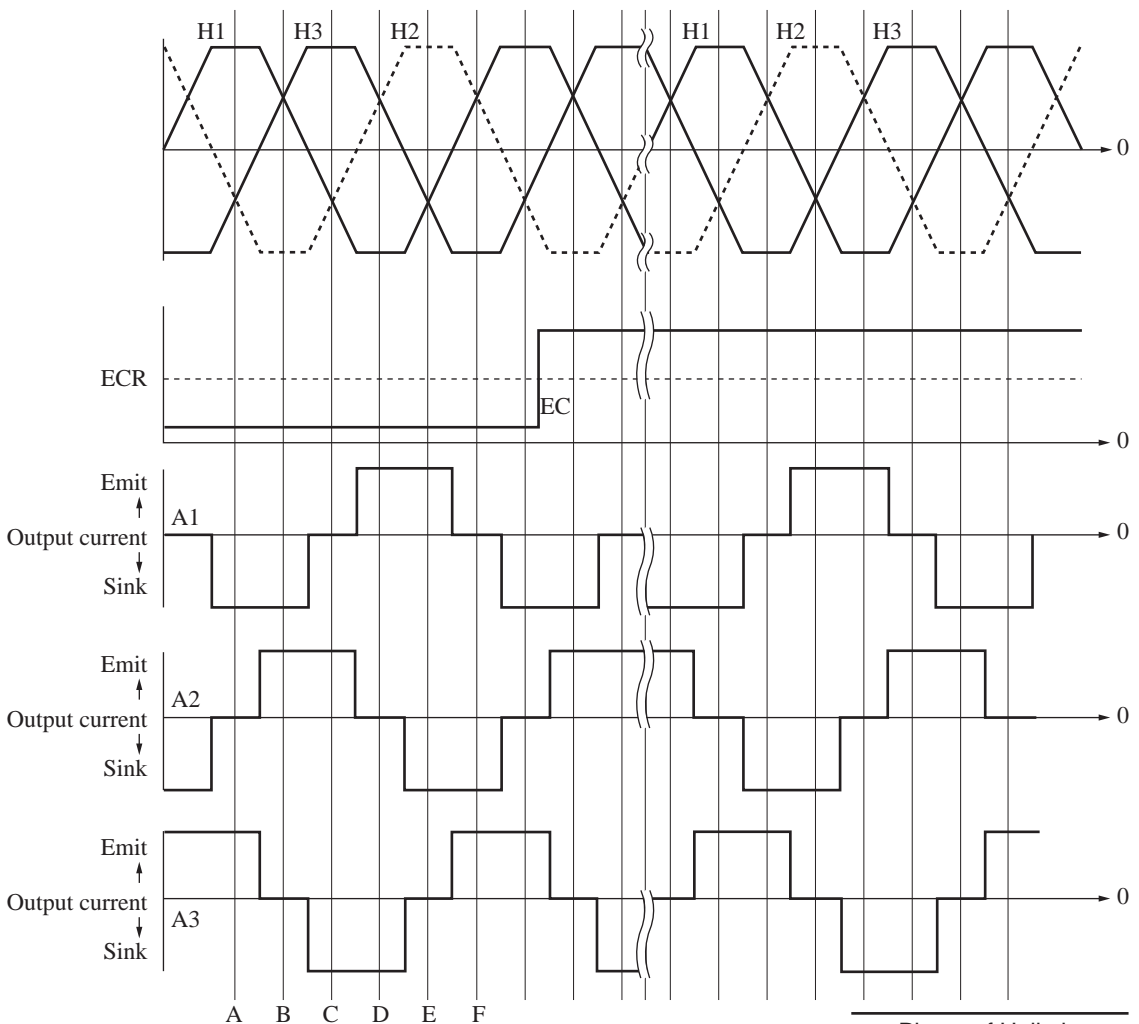 H1 H3 H2 H1 H2 H3
0
ECR
EC
0
Emit
A1
Output current
0
Sink
Emit
A2
Output current
0
Sink
Emit
Output current
0
A3
Sink
A B C D E F